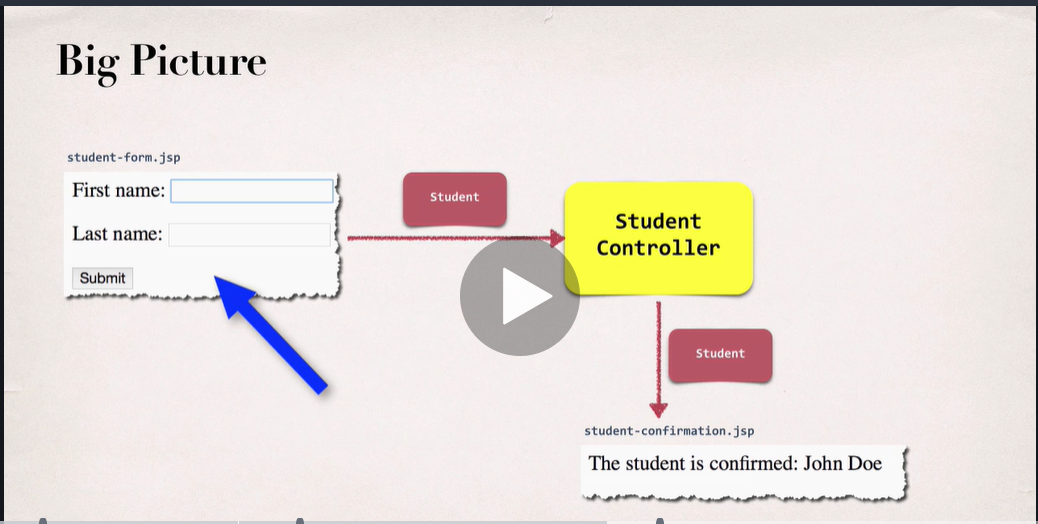 Big Picture
student-form.jsp
First name:
Last name:
Submit
Student
Student
Controller
Student
student-confirmation.jsp
The student is confirmed: John Doe